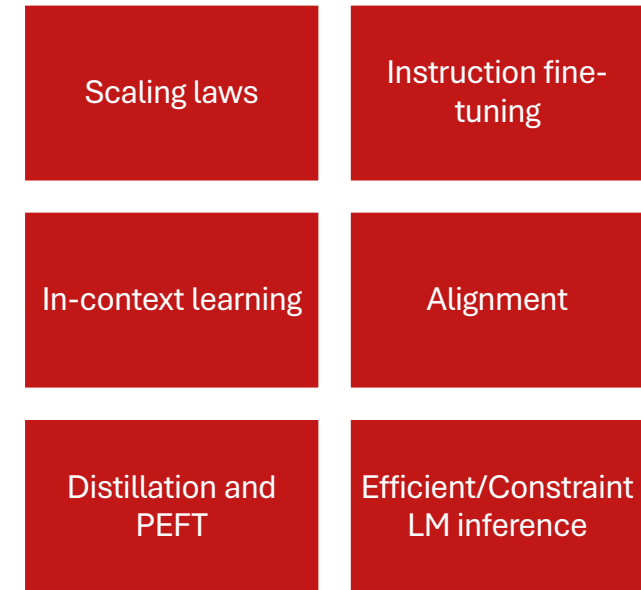 Scaling laws
Instruction fine-
tuning
In-context learning
Alignment
Distillation and
PEFT
Efficient/Constraint
LM inference